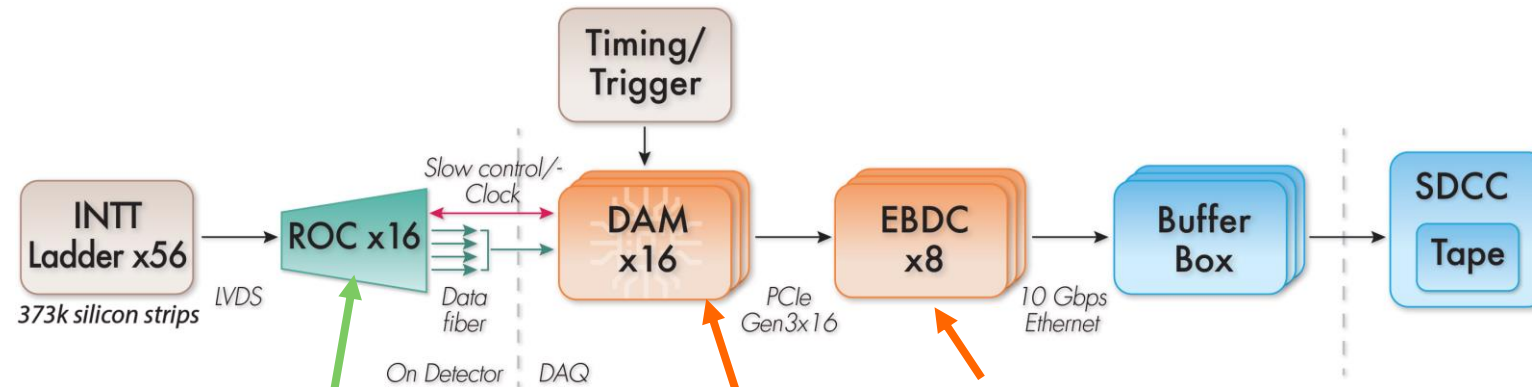 Timing/
Trigger
Slow control/-
Clock
INTT
Ladder x56
373k silicon strips
LVDS
ROC x16
Data
fiber
DAM
x16
PCIe
Gen3x16
EBDC
x8
10 Gbps
Ethernet
Buffer
Box
SDCC
Tape
On Detector
DAQ